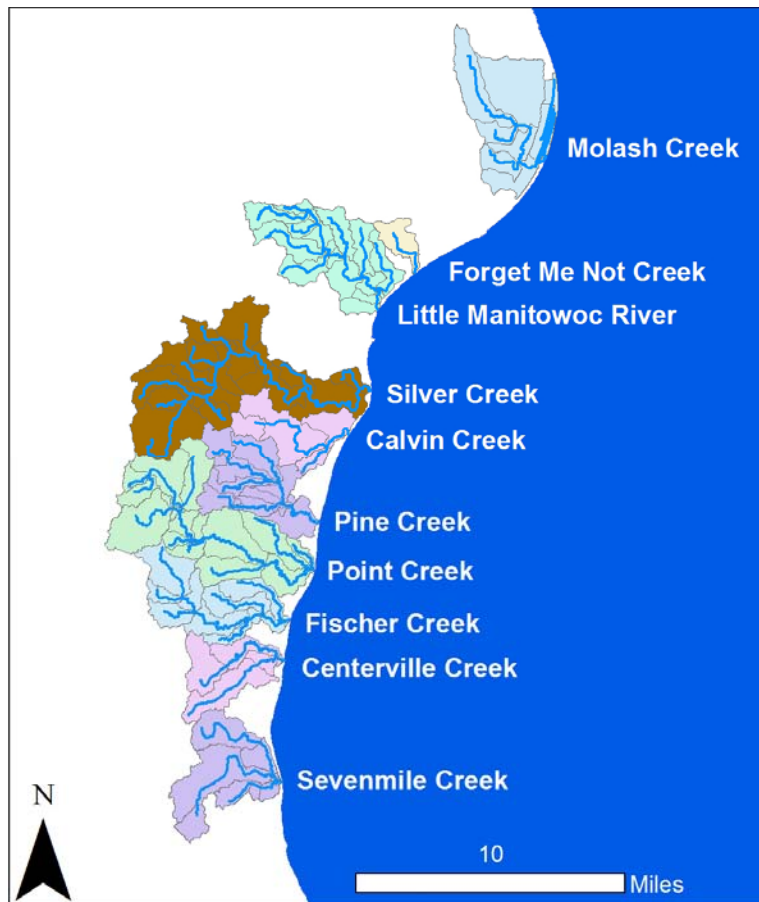 Molash Creek
Forget Me Not Creek
Little Manitowoc River
Silver Creek
Calvin Creek
Pine Creek
Point Creek
Fischer Creek
Centerville Creek
Sevenmile Creek
N
10
Miles